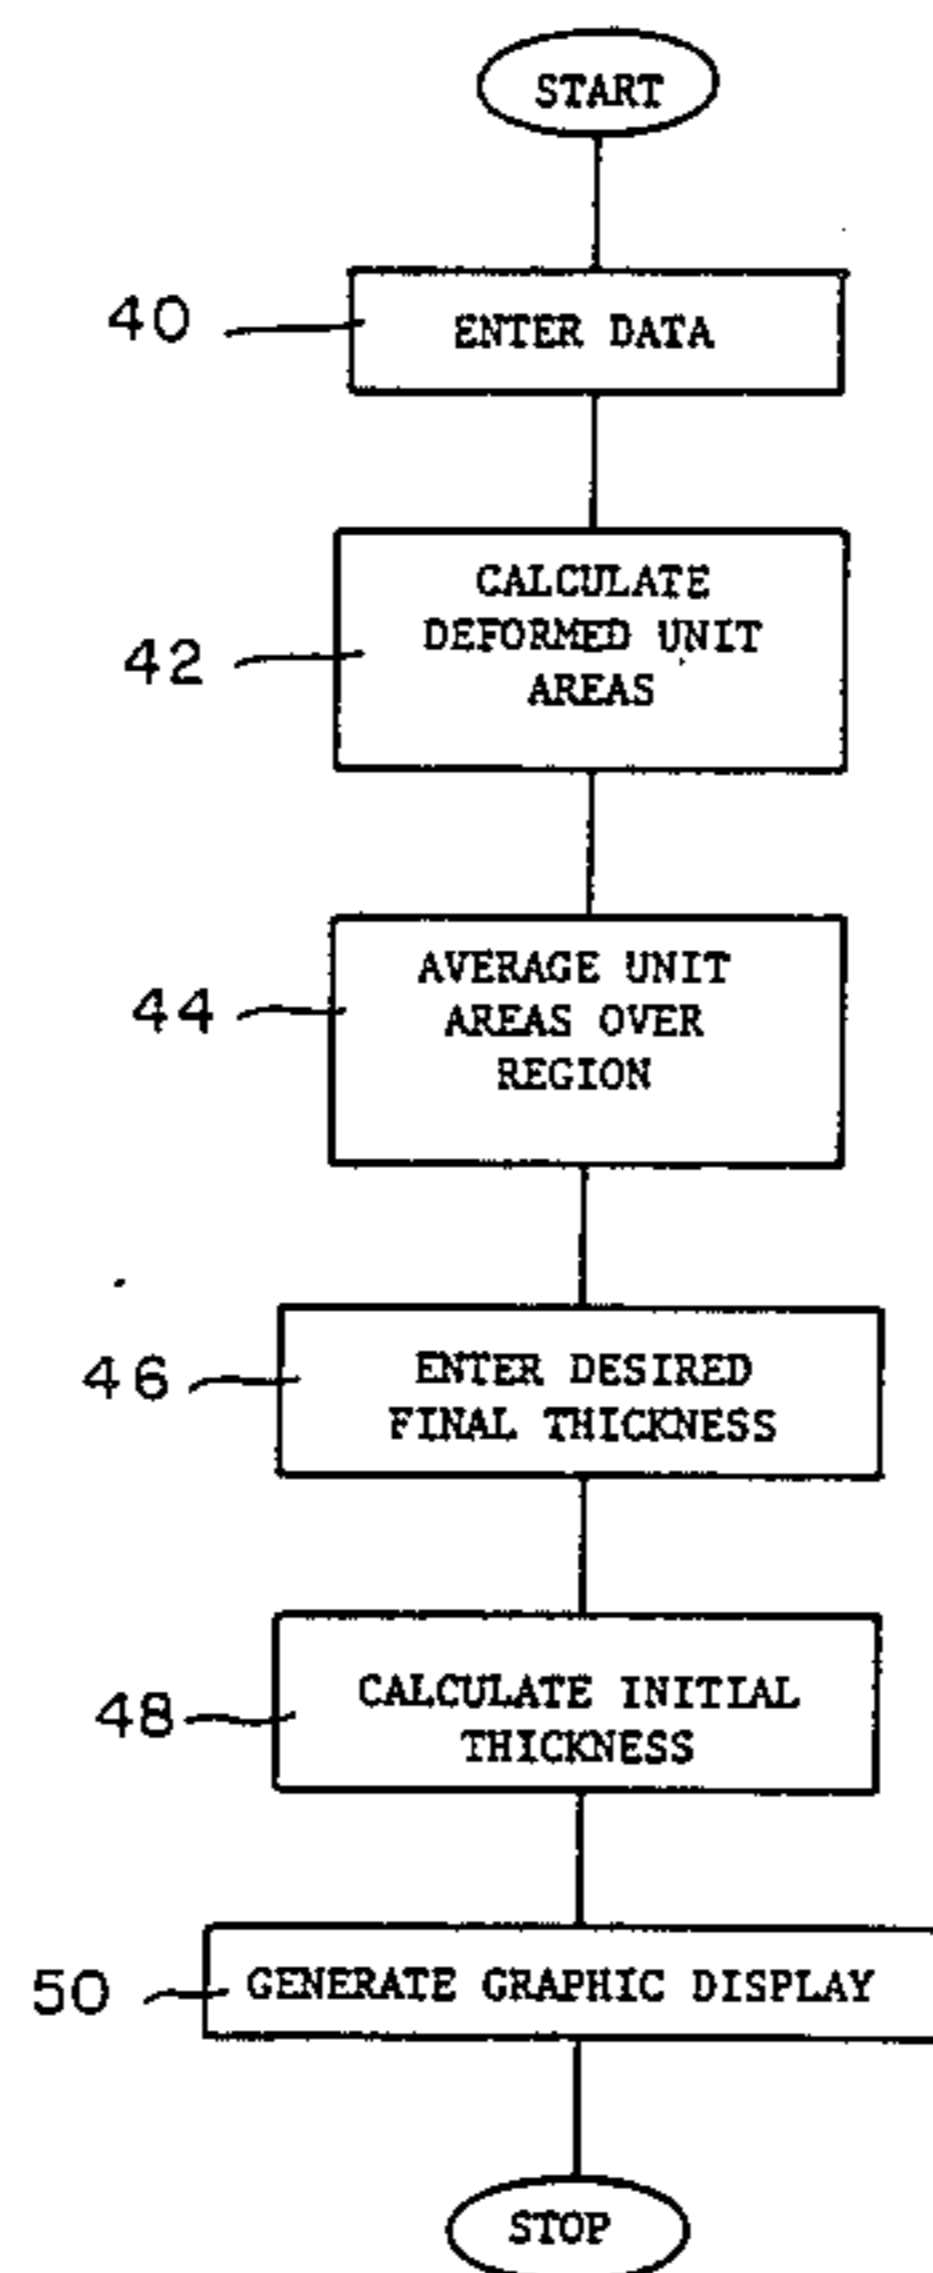 START
40
ENTER DATA
42
CALCULATE
DEFORMED UNIT
AREAS
44
AVERAGE UNIT
AREAS OVER
REGION
46
ENTER DESIRED
FINAL THICKNESS
48
CALCULATE INITIAL
THICKNESS
50
GENERATE GRAPHIC DISPLAY
STOP